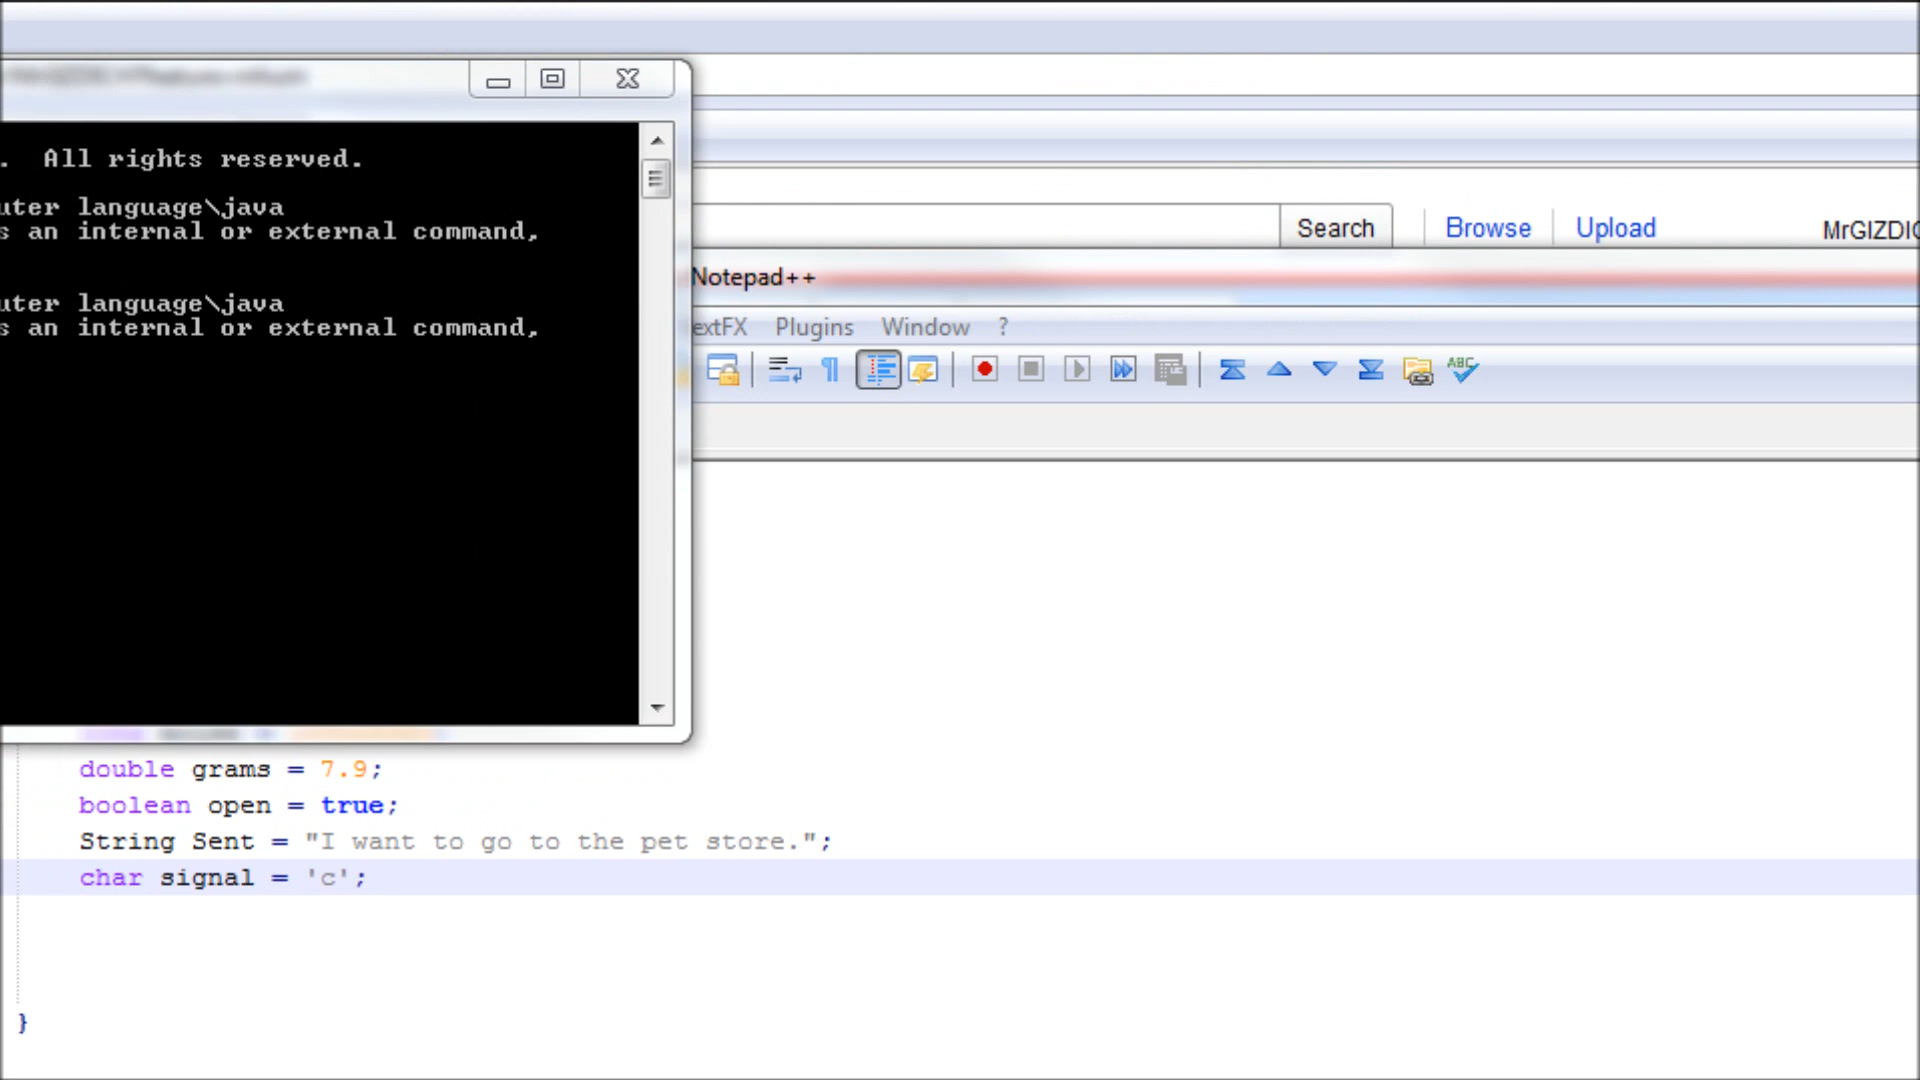 . All rights reserved.
uter language\java
s an internal or external command,
uter language\java
s an internal or external command,
Search Browse Upload MrGIZDIC
Notepad++
extFX Plugins Window ?
ABC
double grams = 7.9;
boolean open = true;
String Sent = "I want to go to the pet store.";
char signal = 'c';
}